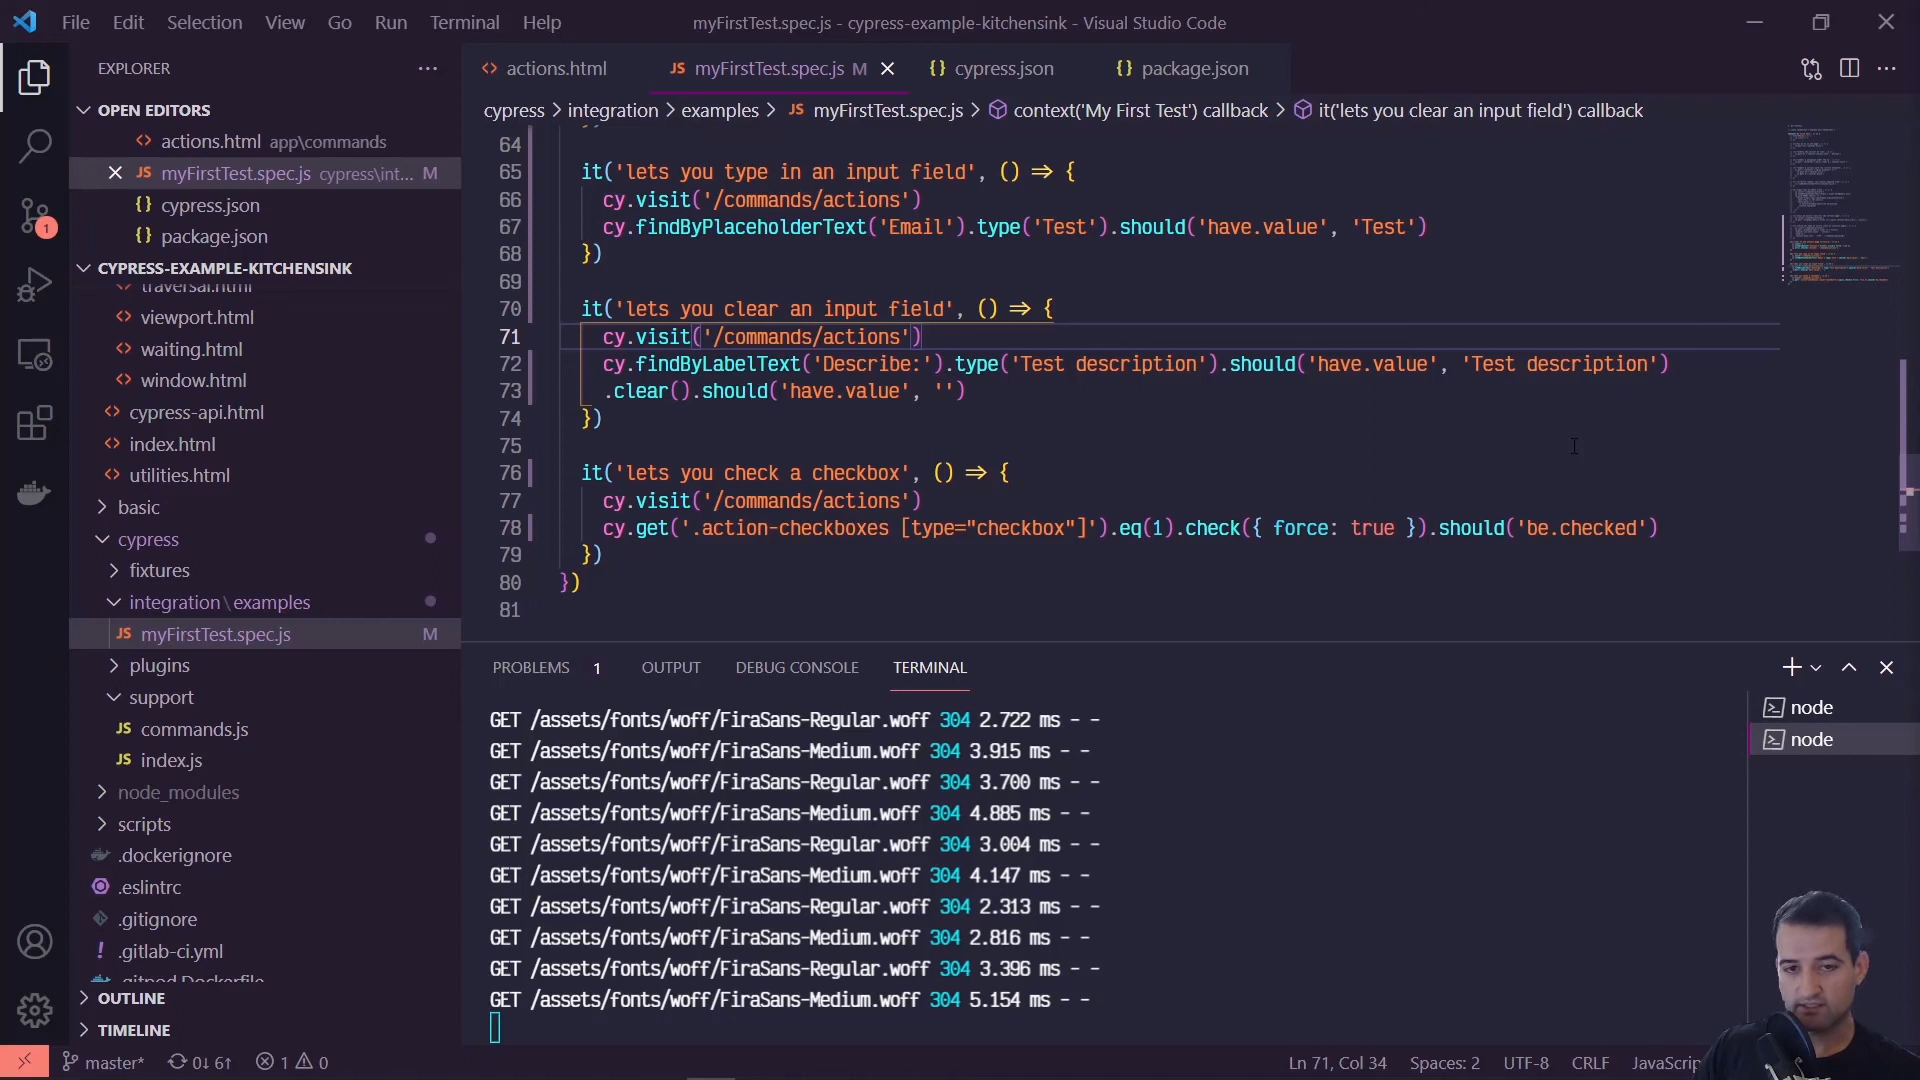 File Edit Selection View Go Run Terminal Help
myFirstTest.spec.js - cypress-example-kitchensink - Visual Studio Code
EXPLORER
OPEN EDITORS
actions.html app\commands
myFirstTest.spec.js cypress\int... M
cypress.json
package.json
CYPRESS-EXAMPLE-KITCHENSINK
traversal.html
viewport.html
waiting.html
window.html
cypress-api.html
index.html
utilities.html
basic
cypress
fixtures
integration\examples
myFirstTest.spec.js M
plugins
support
commands.js
index.js
node_modules
scripts
.dockerignore
.eslintrc
.gitignore
.gitlab-ci.yml
.gitpod.Dockerfile
OUTLINE
TIMELINE
1
actions.html myFirstTest.spec.js M cypress.json package.json
cypress > integration > examples > JS myFirstTest.spec.js > context('My First Test') callback > it('lets you clear an input field') callback
64
65 it('lets you type in an input field', () => {
66 cy.visit('/commands/actions')
67 cy.findByPlaceholderText('Email').type('Test').should('have.value', 'Test')
68 })
69
70 it('lets you clear an input field', () => {
71 cy.visit('/commands/actions')
72 cy.findByLabelText('Describe:').type('Test description').should('have.value', 'Test description')
73 .clear().should('have.value', '')
74 })
75
76 it('lets you check a checkbox', () => {
77 cy.visit('/commands/actions')
78 cy.get('.action-checkboxes [type="checkbox"]').eq(1).check({ force: true }).should('be.checked')
79 })
80 })
81
PROBLEMS 1 OUTPUT DEBUG CONSOLE TERMINAL
GET /assets/fonts/woff/FiraSans-Regular.woff 304 2.722 ms - -
GET /assets/fonts/woff/FiraSans-Medium.woff 304 3.915 ms - -
GET /assets/fonts/woff/FiraSans-Regular.woff 304 3.700 ms - -
GET /assets/fonts/woff/FiraSans-Medium.woff 304 4.885 ms - -
GET /assets/fonts/woff/FiraSans-Regular.woff 304 3.004 ms - -
GET /assets/fonts/woff/FiraSans-Medium.woff 304 4.147 ms - -
GET /assets/fonts/woff/FiraSans-Regular.woff 304 2.313 ms - -
GET /assets/fonts/woff/FiraSans-Medium.woff 304 2.816 ms - -
GET /assets/fonts/woff/FiraSans-Regular.woff 304 3.396 ms - -
GET /assets/fonts/woff/FiraSans-Medium.woff 304 5.154 ms - -
node
node
master* 0↓ 6↑ 1 0
Ln 71, Col 34 Spaces: 2 UTF-8 CRLF JavaScrip